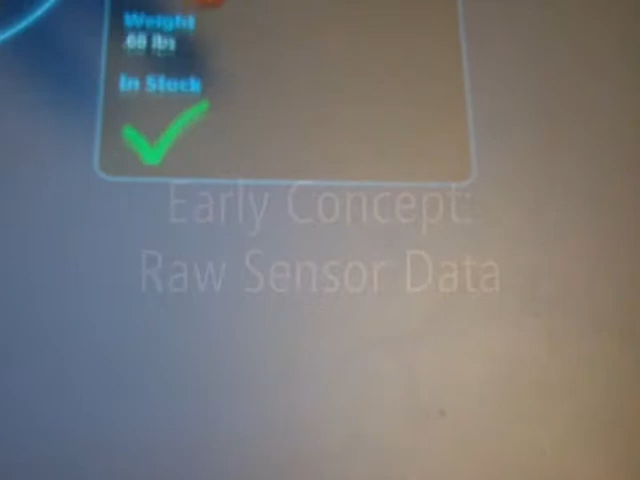 Weight
.68 lbs
In Stock
Early Concept:
Raw Sensor Data